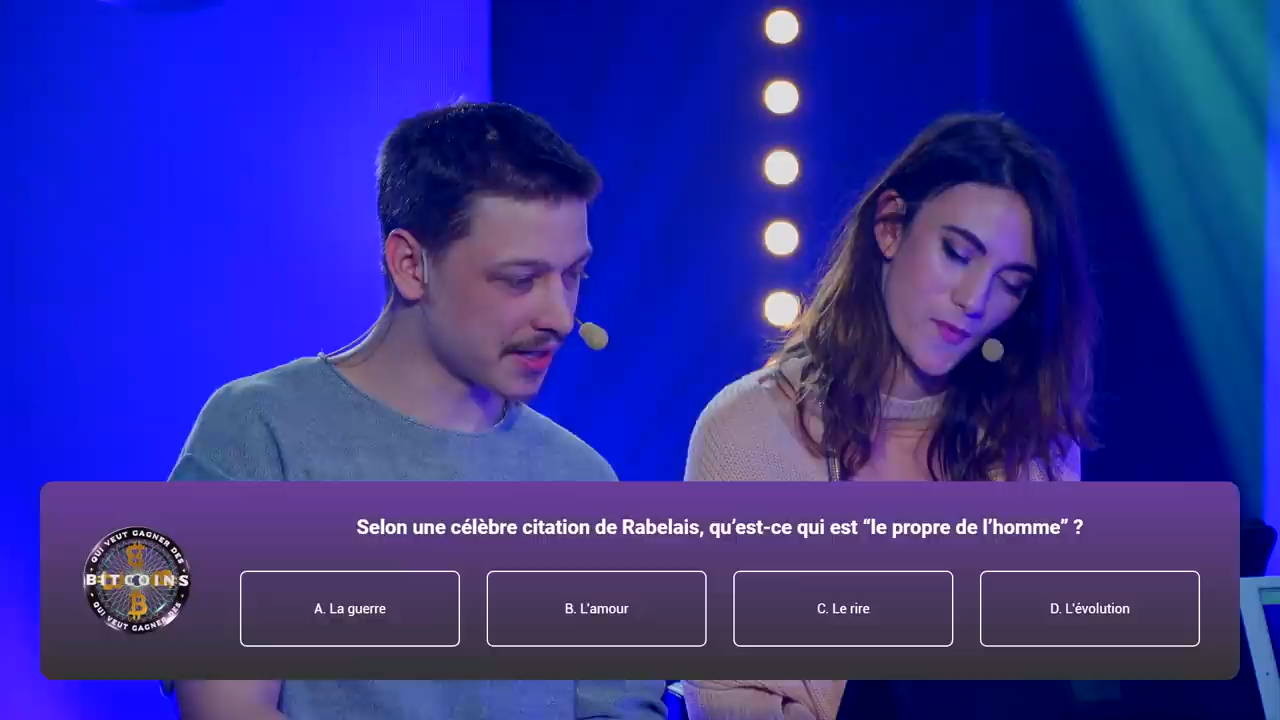 Selon une célèbre citation de Rabelais, qu’est-ce qui est “le propre de l’homme” ?
QUI VEUT GAGNER DES
BITCOINS
QUI VEUT GAGNER DES
A. La guerre
B. L'amour
C. Le rire
D. L'évolution